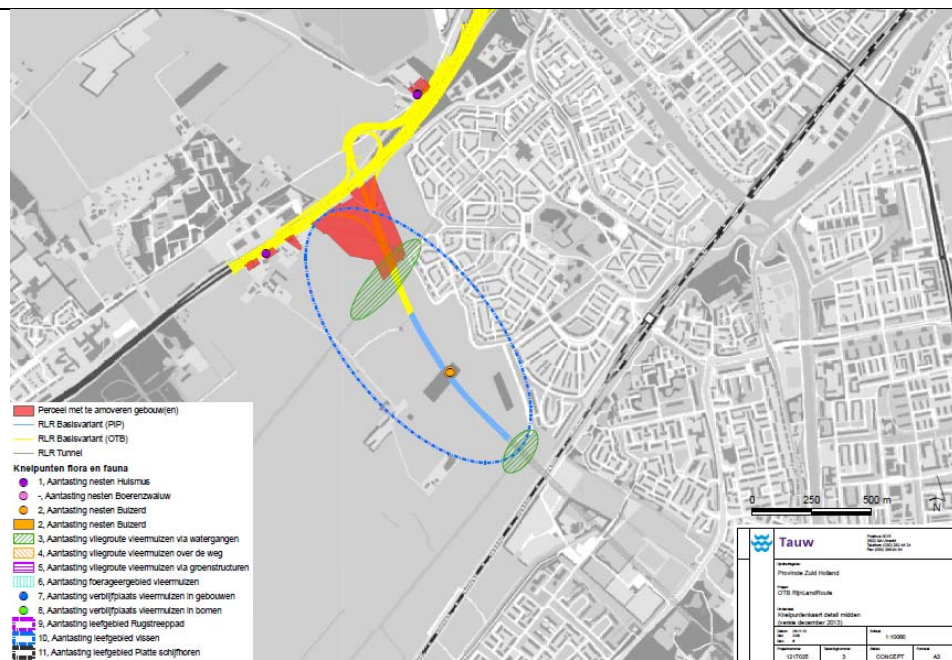 Perceel met te amoveren gebouw(en)
RLR Basisvariant (PIP)
RLR Basisvariant (OTB)
RLR Tunnel
Knelpunten flora en fauna
1, Aantasting nesten Huismus
-, Aantasting nesten Boerenzwaluw
2, Aantasting nesten Buizerd
2, Aantasting nesten Buizerd
3, Aantasting vliegroute vleermuizen via watergangen
4, Aantasting vliegroute vleermuizen over de weg
5, Aantasting vliegroute vleermuizen via groenstructuren
6, Aantasting foerageergebied vleermuizen
7, Aantasting verblijfplaats vleermuizen in gebouwen
8, Aantasting verblijfplaats vleermuizen in bomen
9, Aantasting leefgebied Rugstreeppad
10, Aantasting leefgebied vissen
11, Aantasting leefgebied Platte schijfhoren
0 250 500 m
N
Tauw
Provincie Zuid Holland
OTB RijnLandRoute
Knelpuntenkaart detail midden
(versie december 2013)
1:10000
1217025 3 CONCEPT A3